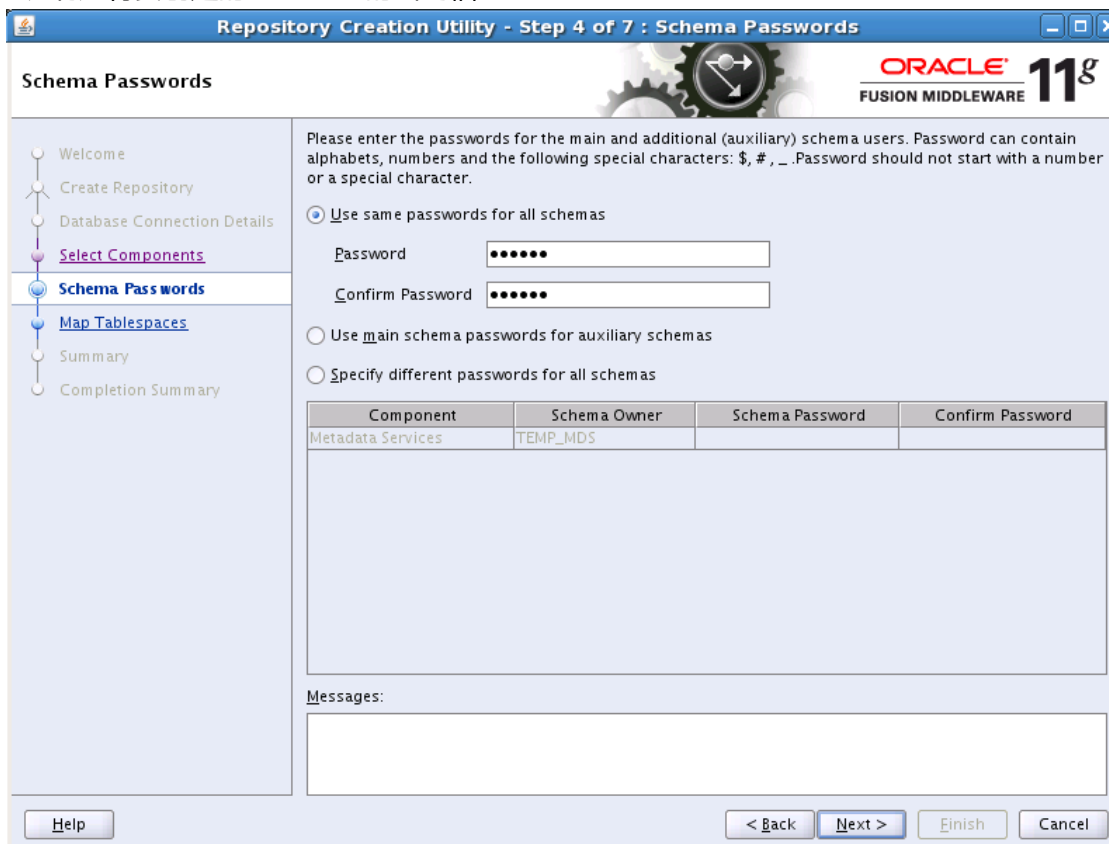 Repository Creation Utility - Step 4 of 7 : Schema Passwords
Schema Passwords
ORACLE
FUSION MIDDLEWARE 11g
Welcome
Create Repository
Database Connection Details
Select Components
Schema Passwords
Map Tablespaces
Summary
Completion Summary
Please enter the passwords for the main and additional (auxiliary) schema users. Password can contain
alphabets, numbers and the following special characters: $, # , _ .Password should not start with a number
or a special character.
Use same passwords for all schemas
Password ●●●●●●
Confirm Password ●●●●●●
Use main schema passwords for auxiliary schemas
Specify different passwords for all schemas
Component Schema Owner Schema Password Confirm Password
Metadata Services TEMP_MDS
Messages:
Help < Back Next > Finish Cancel